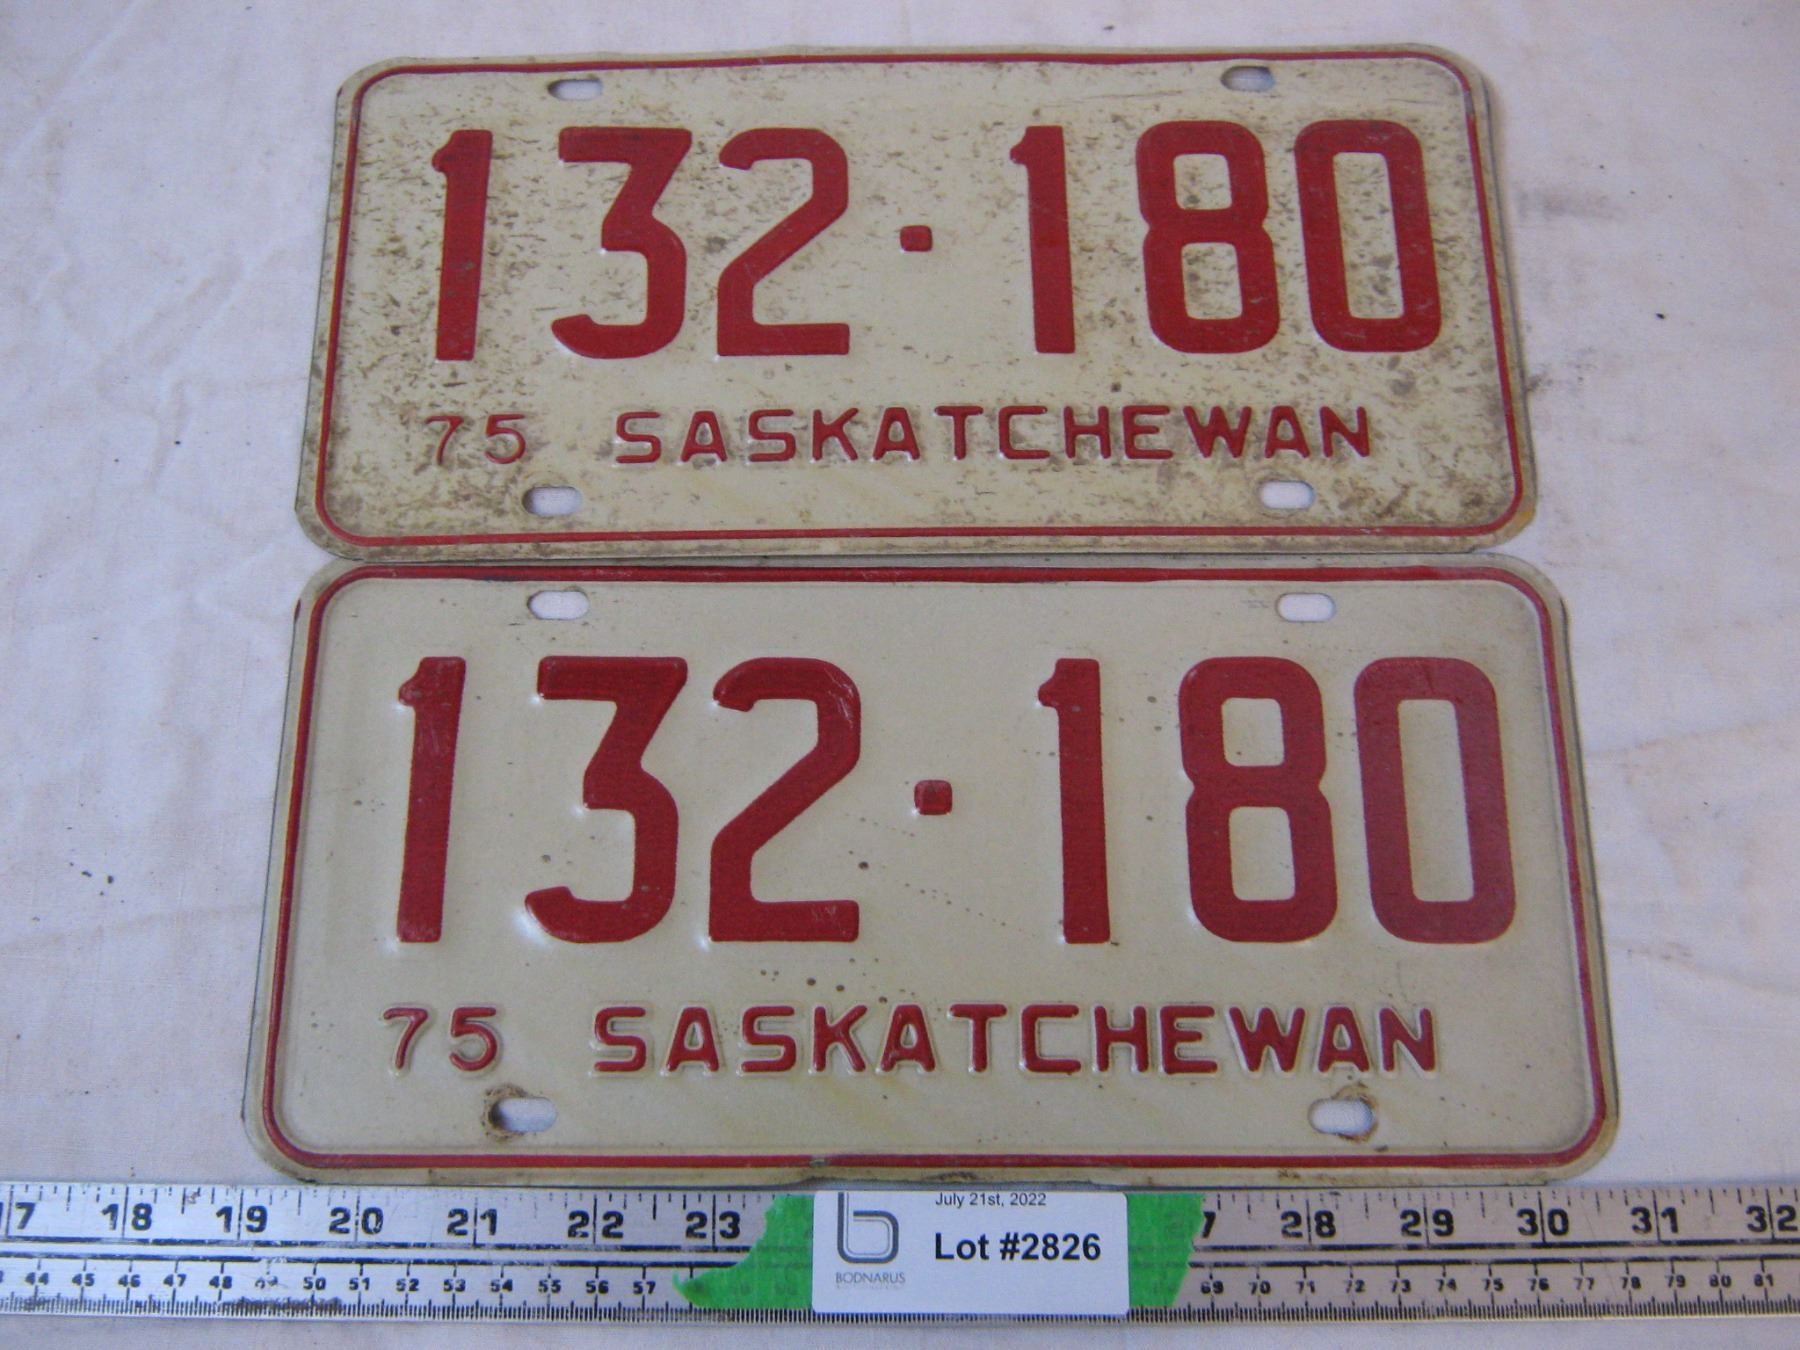 132·180
75 SASKATCHEWAN
132·180
75 SASKATCHEWAN
18 19 20 21 22 23 28 29 30 31 32
July 21st, 2022
Lot #2826
BODNARUS
44 45 46 47 48 50 51 52 53 54 55 56 57 69 70 71 72 73 74 75 76 77 78 79 80 81